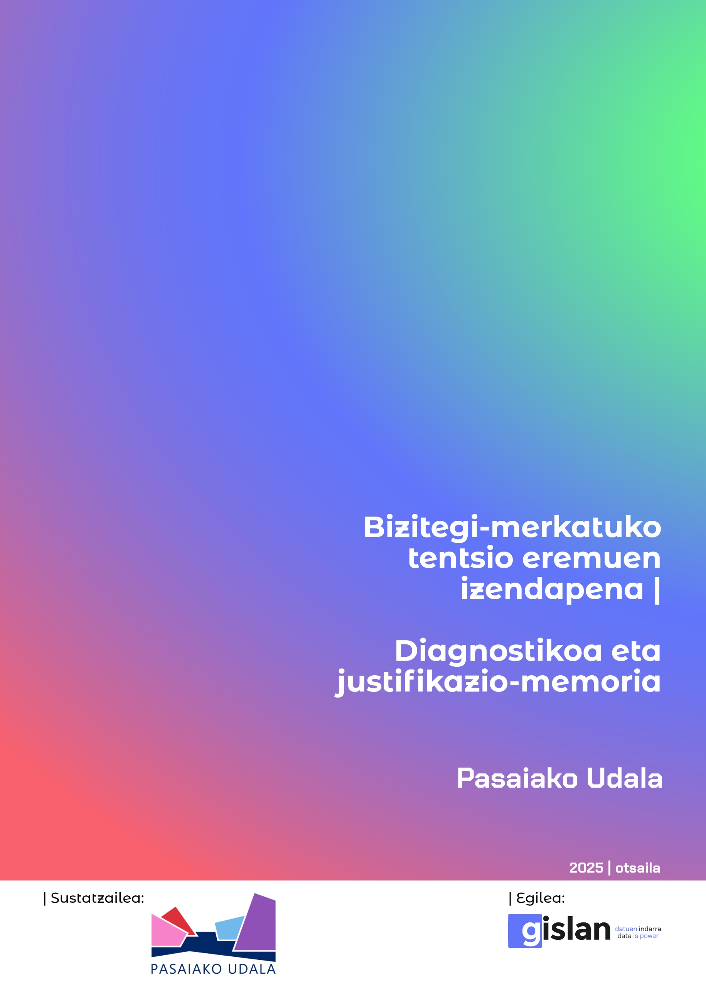 Bizitegi-merkatuko
tentsio eremuen
izendapena |
Diagnostikoa eta
justifikazio-memoria
Pasaiako Udala
2025 | otsaila
| Sustatzailea:
PASAIAKO UDALA
| Egilea:
gislan
datuen indarra
data is power